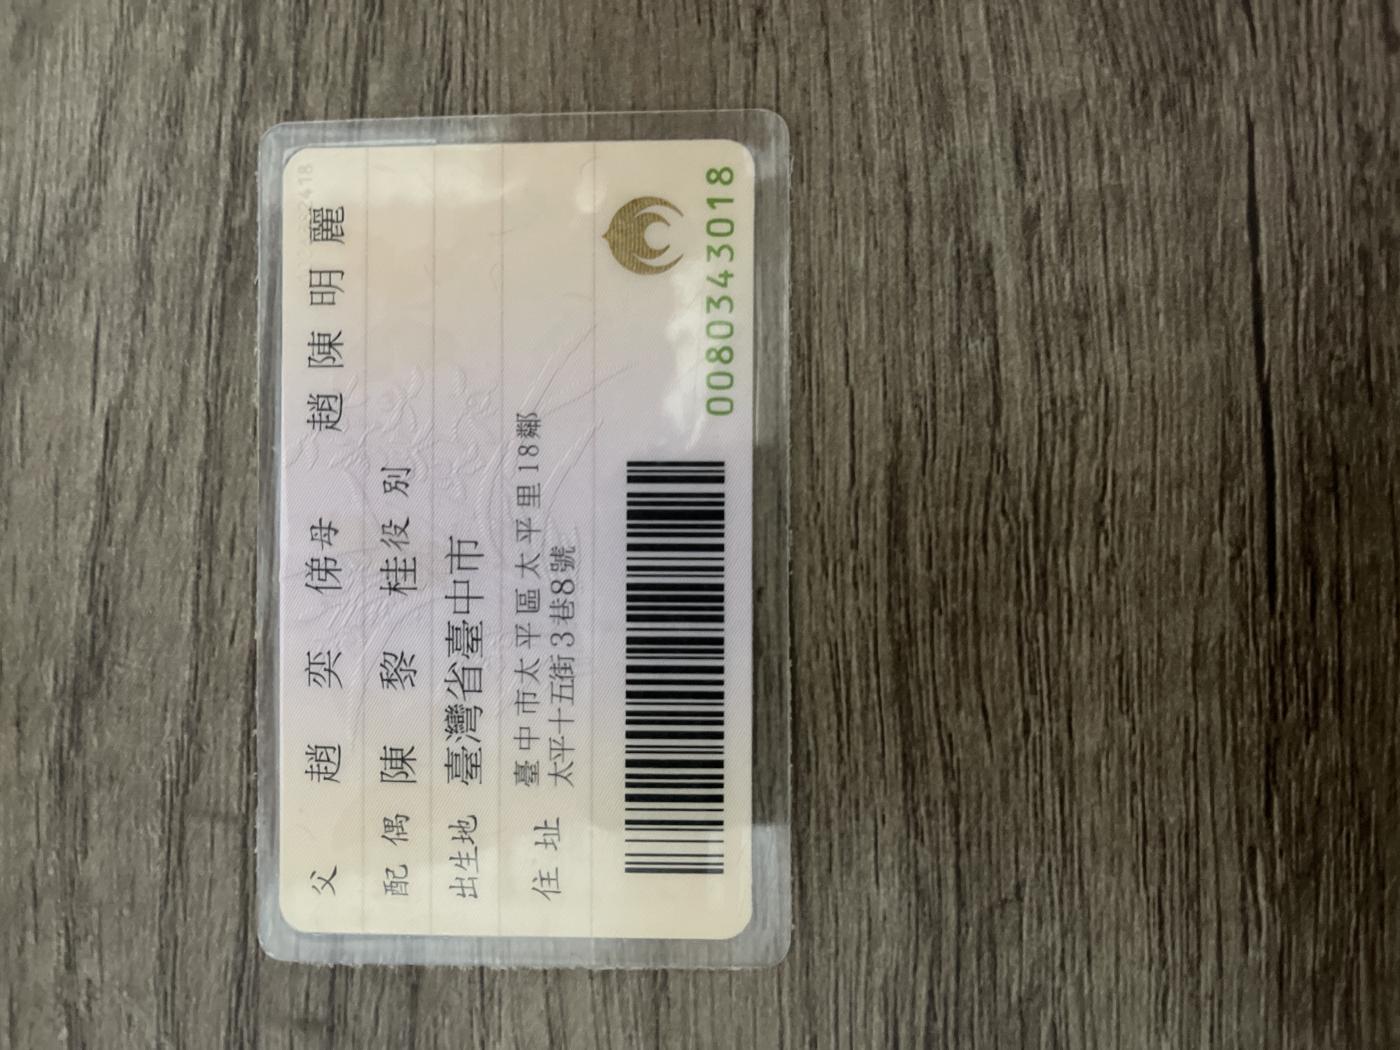 父 趙奕俤 母 趙陳明麗
配偶 陳黎桂 役別
出生地 臺灣省臺中市
住址 臺中市太平區太平里18鄰
太平十五街3巷8號
0080343018